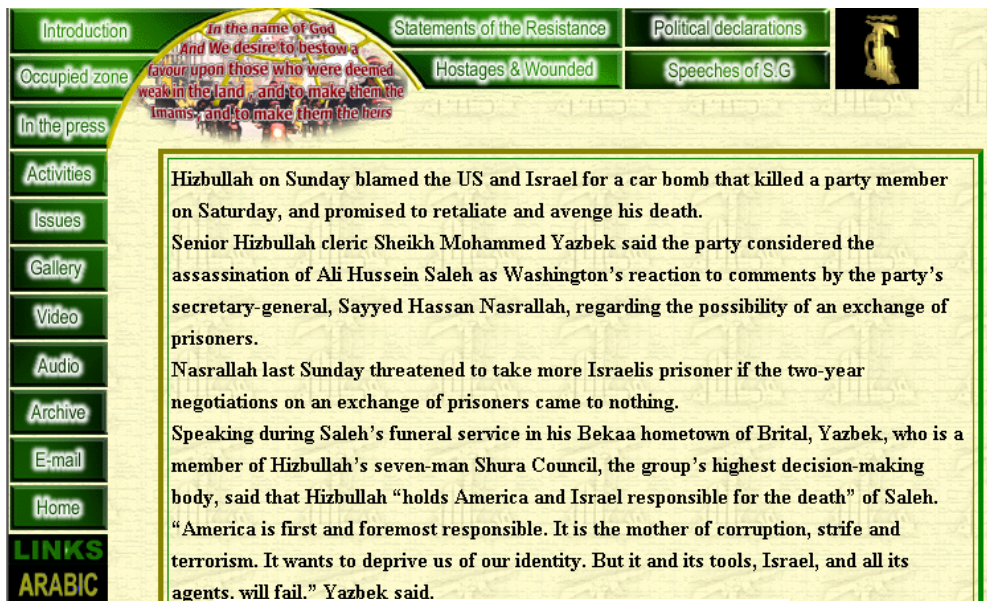 Introduction
Occupied zone
In the press
Activities
Issues
Gallery
Video
Audio
Archive
E-mail
Home
LINKS
ARABIC
In the name of God
And We desire to bestow a
favour upon those who were deemed
weak in the land , and to make them the
Imams , and to make them the heirs
Statements of the Resistance
Political declarations
Hostages & Wounded
Speeches of S.G
Hizbullah on Sunday blamed the US and Israel for a car bomb that killed a party member
on Saturday, and promised to retaliate and avenge his death.
Senior Hizbullah cleric Sheikh Mohammed Yazbek said the party considered the
assassination of Ali Hussein Saleh as Washington’s reaction to comments by the party’s
secretary-general, Sayyed Hassan Nasrallah, regarding the possibility of an exchange of
prisoners.
Nasrallah last Sunday threatened to take more Israelis prisoner if the two-year
negotiations on an exchange of prisoners came to nothing.
Speaking during Saleh’s funeral service in his Bekaa hometown of Brital, Yazbek, who is a
member of Hizbullah’s seven-man Shura Council, the group’s highest decision-making
body, said that Hizbullah “holds America and Israel responsible for the death” of Saleh.
“America is first and foremost responsible. It is the mother of corruption, strife and
terrorism. It wants to deprive us of our identity. But it and its tools, Israel, and all its
agents, will fail.” Yazbek said.